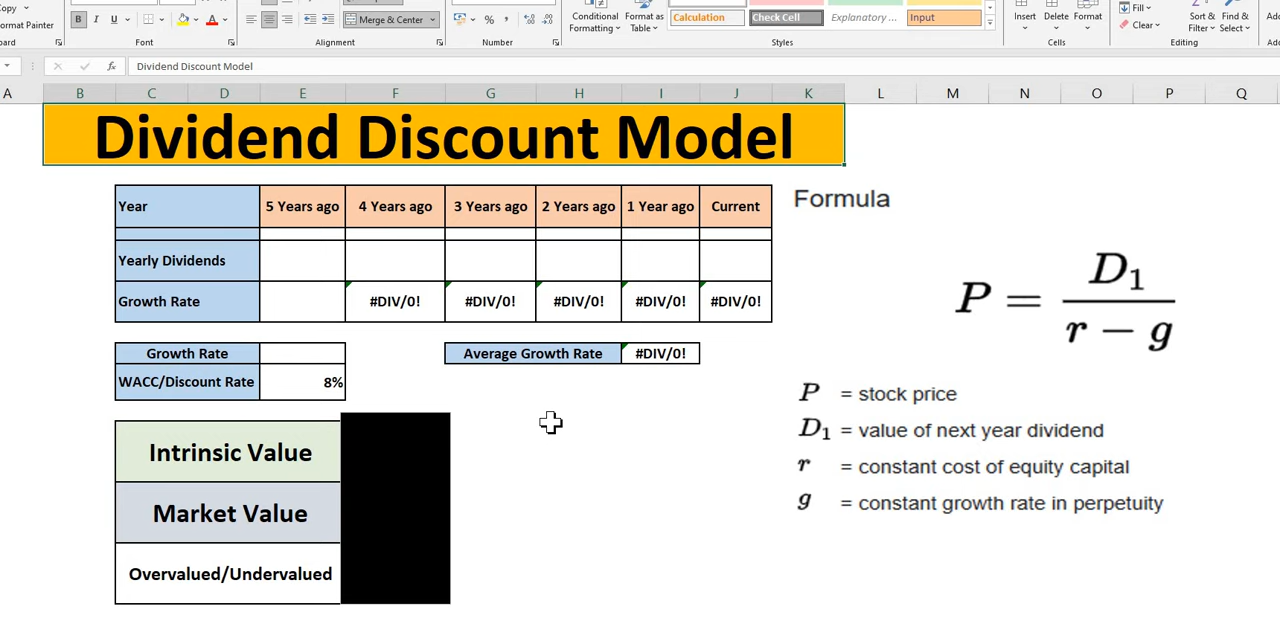 Copy
Format Painter
B I U A Merge & Center % , Conditional Formatting Format as Table Calculation Check Cell Explanatory ... Input Insert Delete Format Fill Clear Sort & Filter Find & Select
Font Alignment Number Styles Cells Editing
fx Dividend Discount Model
A B C D E F G H I J K L M N O P Q
Dividend Discount Model
Year 5 Years ago 4 Years ago 3 Years ago 2 Years ago 1 Year ago Current
Yearly Dividends
Growth Rate #DIV/0! #DIV/0! #DIV/0! #DIV/0! #DIV/0!
Growth Rate Average Growth Rate #DIV/0!
WACC/Discount Rate 8%
Intrinsic Value
Market Value
Overvalued/Undervalued
Formula
P = D₁ / (r − g)
P = stock price
D₁ = value of next year dividend
r = constant cost of equity capital
g = constant growth rate in perpetuity